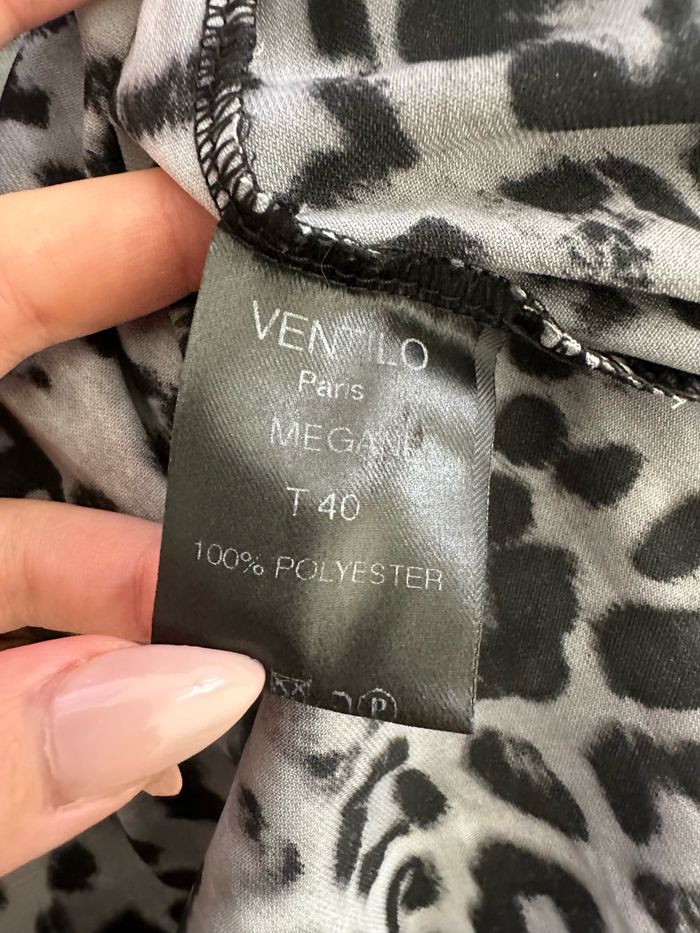 VENTILO
Paris
T 40
100% POLYESTER
P